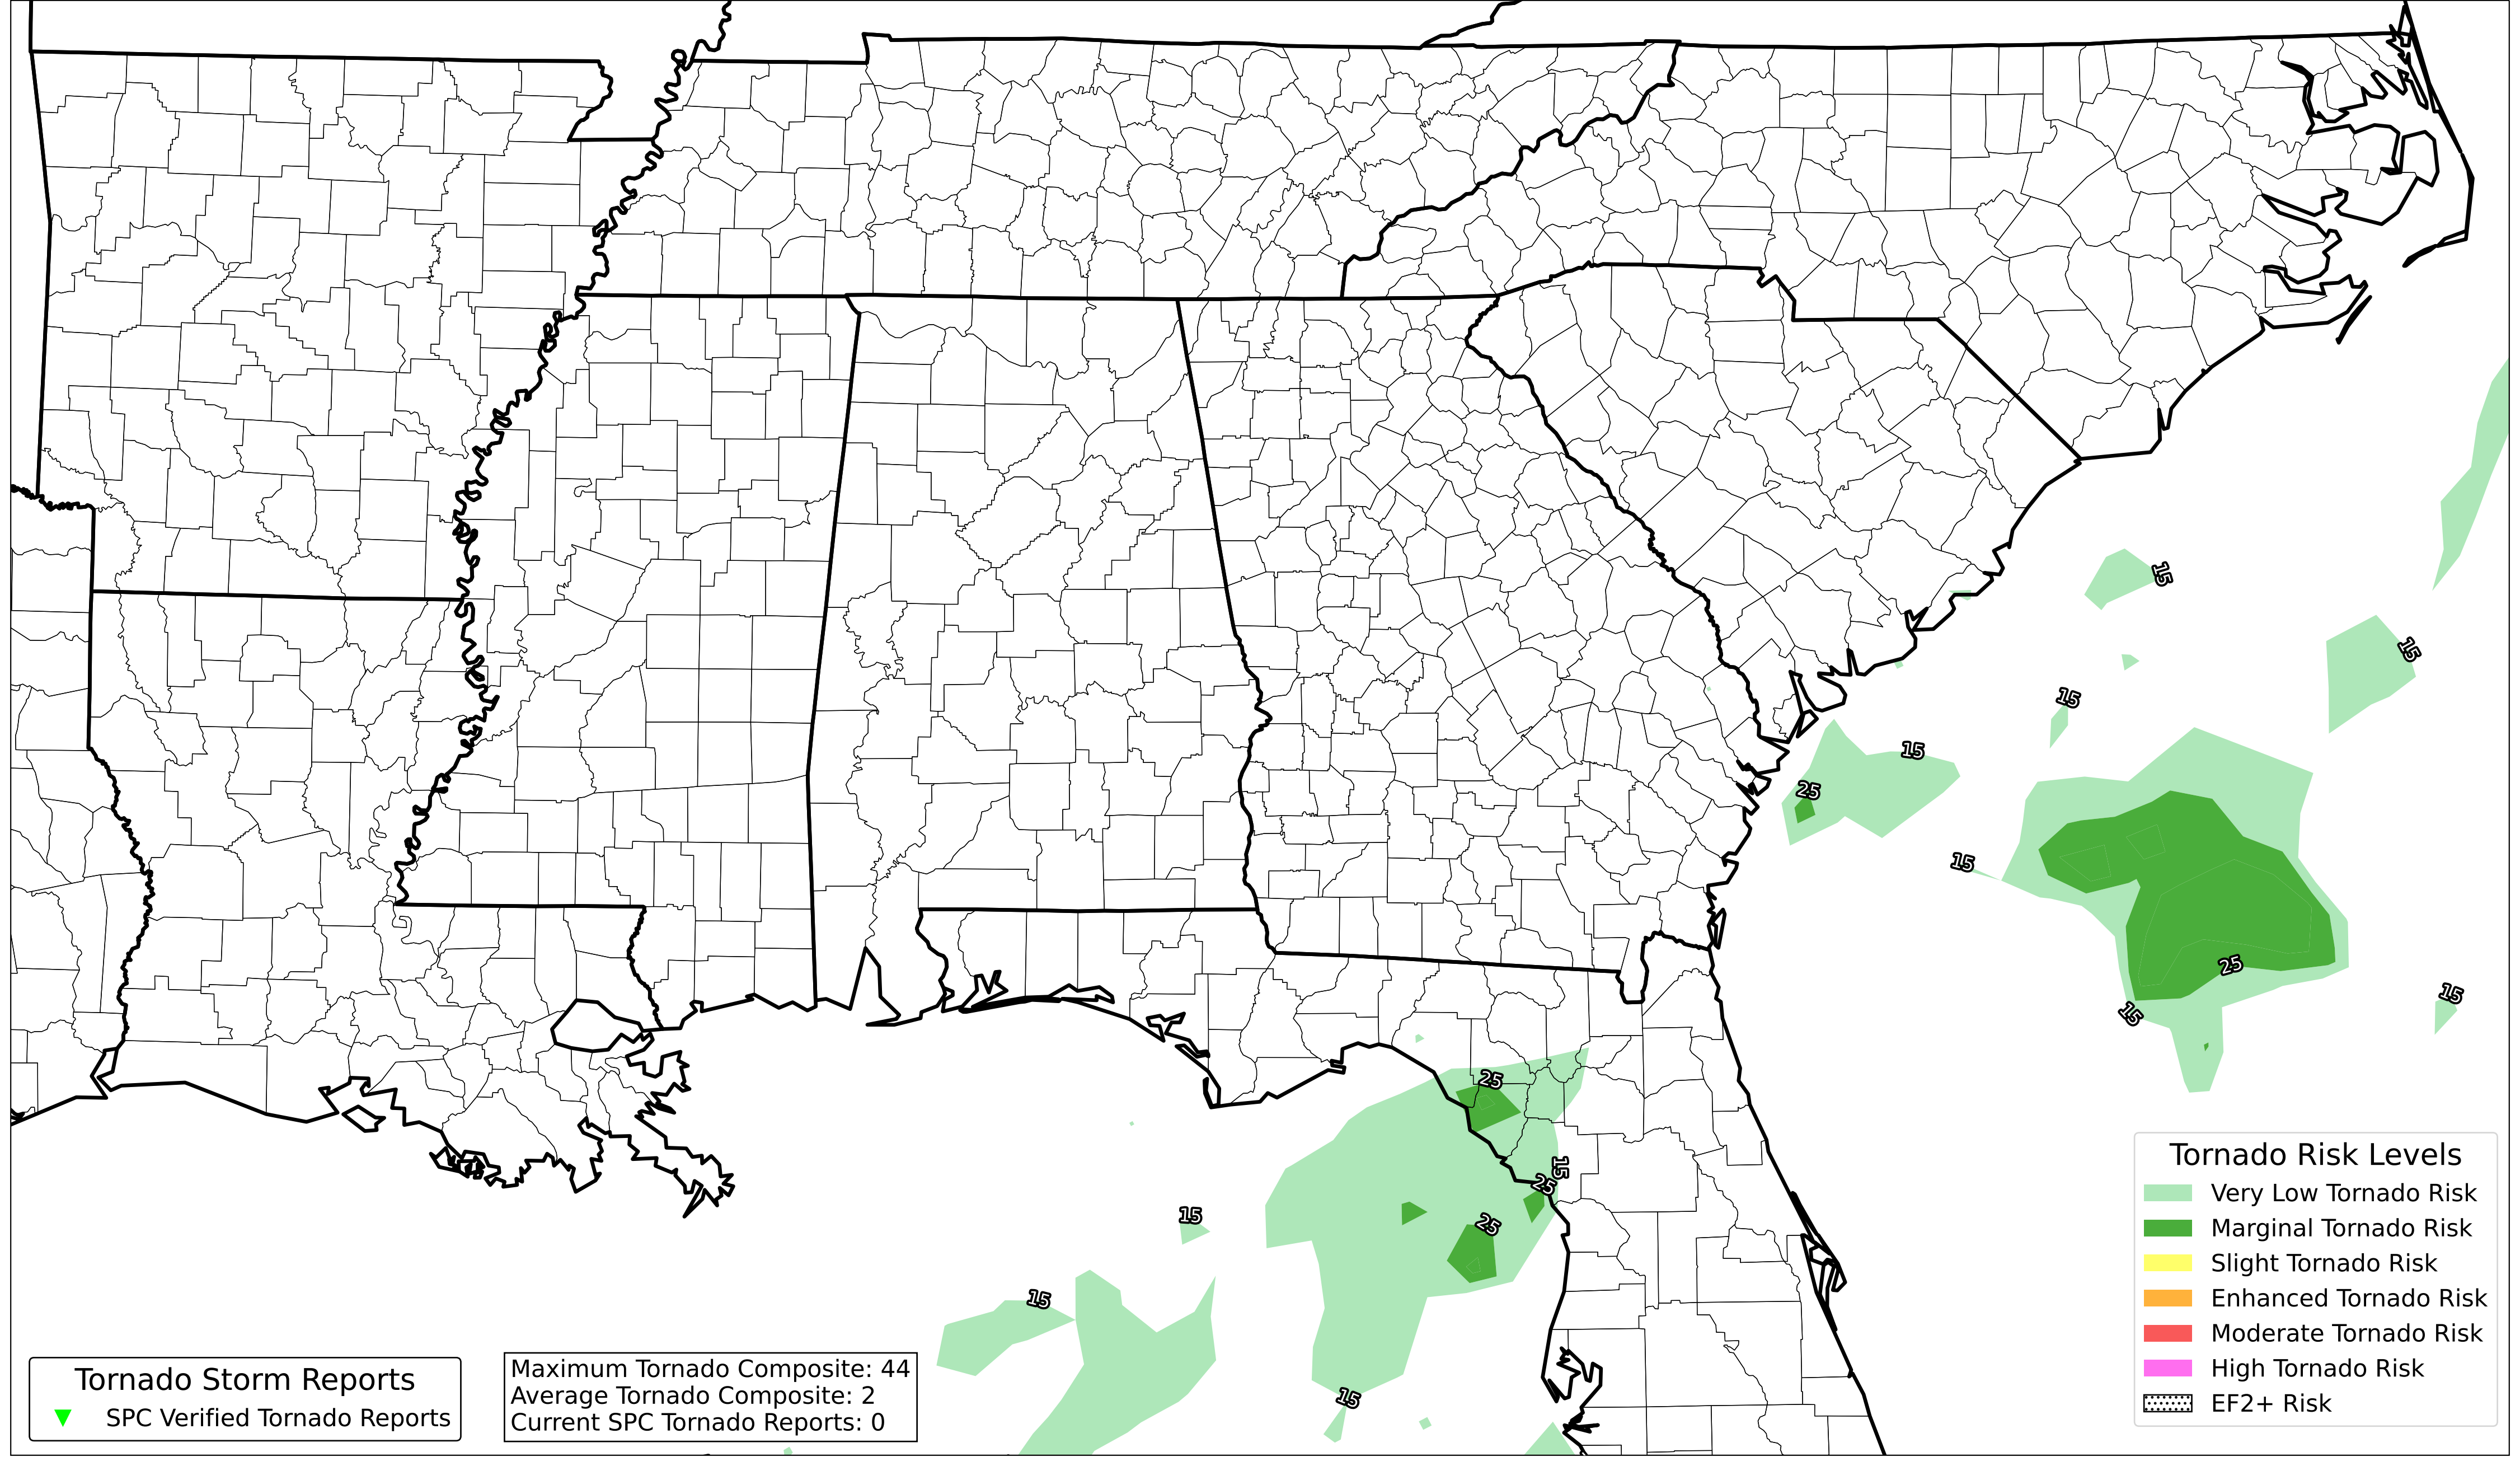 15
15
15
15
25
15
25
15
15
25
15
25
15
25
15
15
Tornado Risk Levels
Very Low Tornado Risk
Marginal Tornado Risk
Slight Tornado Risk
Enhanced Tornado Risk
Moderate Tornado Risk
High Tornado Risk
EF2+ Risk
Tornado Storm Reports
SPC Verified Tornado Reports
Maximum Tornado Composite: 44
Average Tornado Composite: 2
Current SPC Tornado Reports: 0